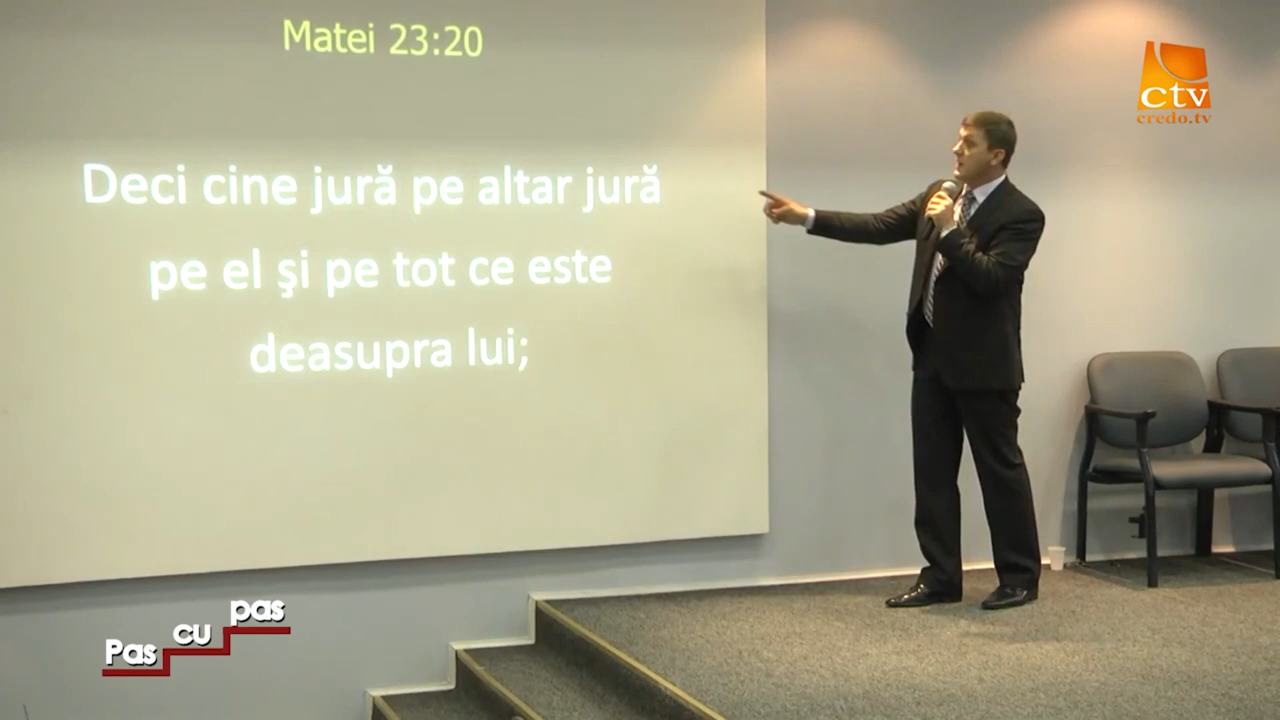 Matei 23:20
Deci cine jură pe altar jură
pe el şi pe tot ce este
deasupra lui;
ctv
credo.tv
Pas cu pas